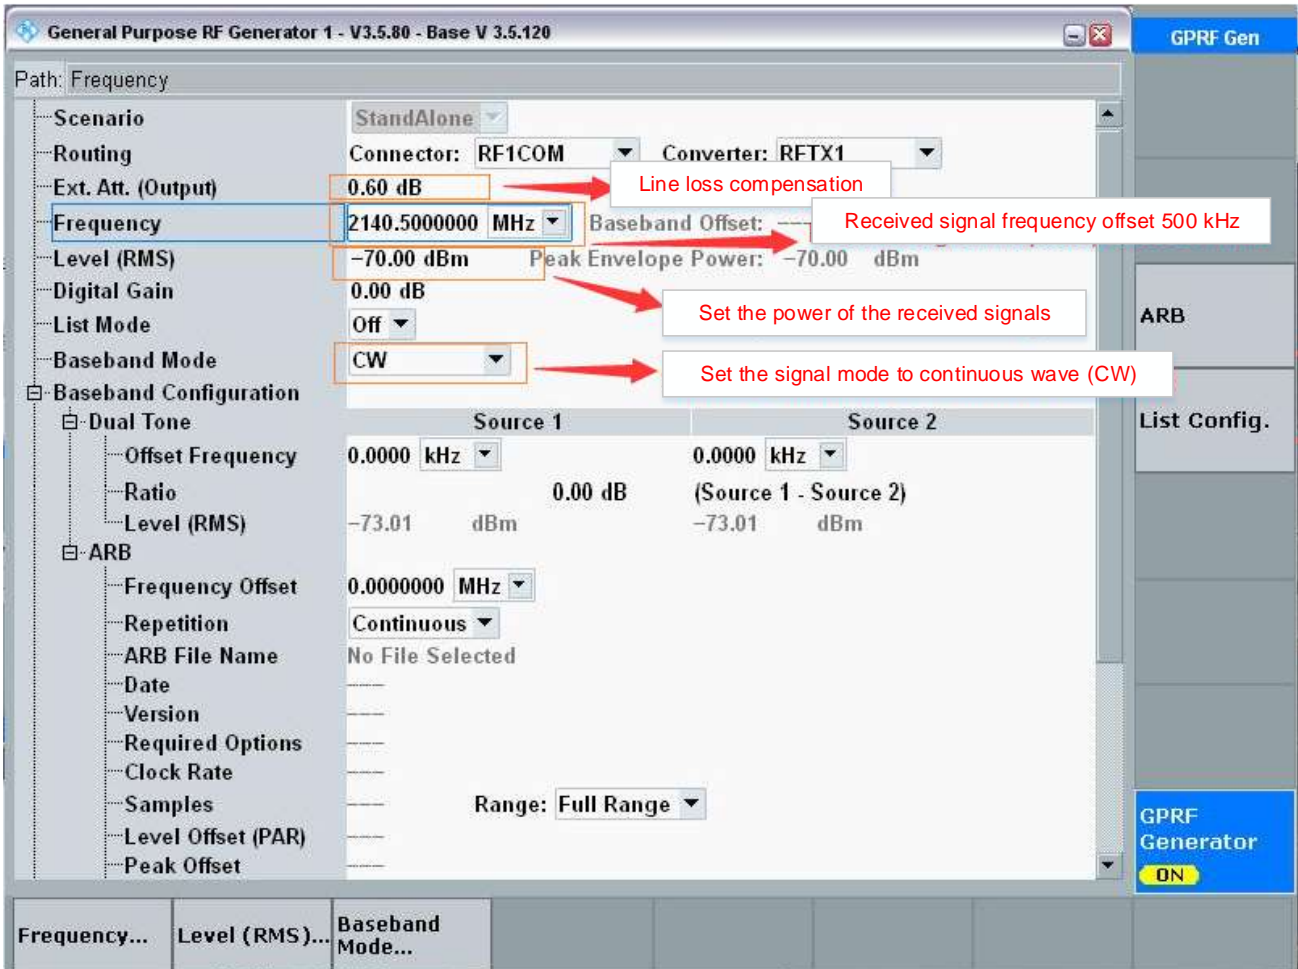 General Purpose RF Generator 1 - V3.5.80 - Base V 3.5.120
GPRF Gen
Path: Frequency
Scenario StandAlone
Routing Connector: RF1COM Converter: RFTX1
Ext. Att. (Output) 0.60 dB Line loss compensation
Frequency 2140.5000000 MHz Baseband Offset: Received signal frequency offset 500 kHz
Level (RMS) -70.00 dBm Peak Envelope Power: -70.00 dBm
Digital Gain 0.00 dB
Set the power of the received signals
ARB
List Mode Off
Baseband Mode CW
Set the signal mode to continuous wave (CW)
Baseband Configuration
Dual Tone Source 1 Source 2
List Config.
Offset Frequency 0.0000 kHz 0.0000 kHz
Ratio 0.00 dB (Source 1 - Source 2)
Level (RMS) -73.01 dBm -73.01 dBm
ARB
Frequency Offset 0.0000000 MHz
Repetition Continuous
ARB File Name No File Selected
Date ---
Version ---
Required Options ---
Clock Rate ---
Samples --- Range: Full Range
Level Offset (PAR) ---
Peak Offset ---
GPRF
Generator
ON
Frequency...
Level (RMS)...
Baseband
Mode...